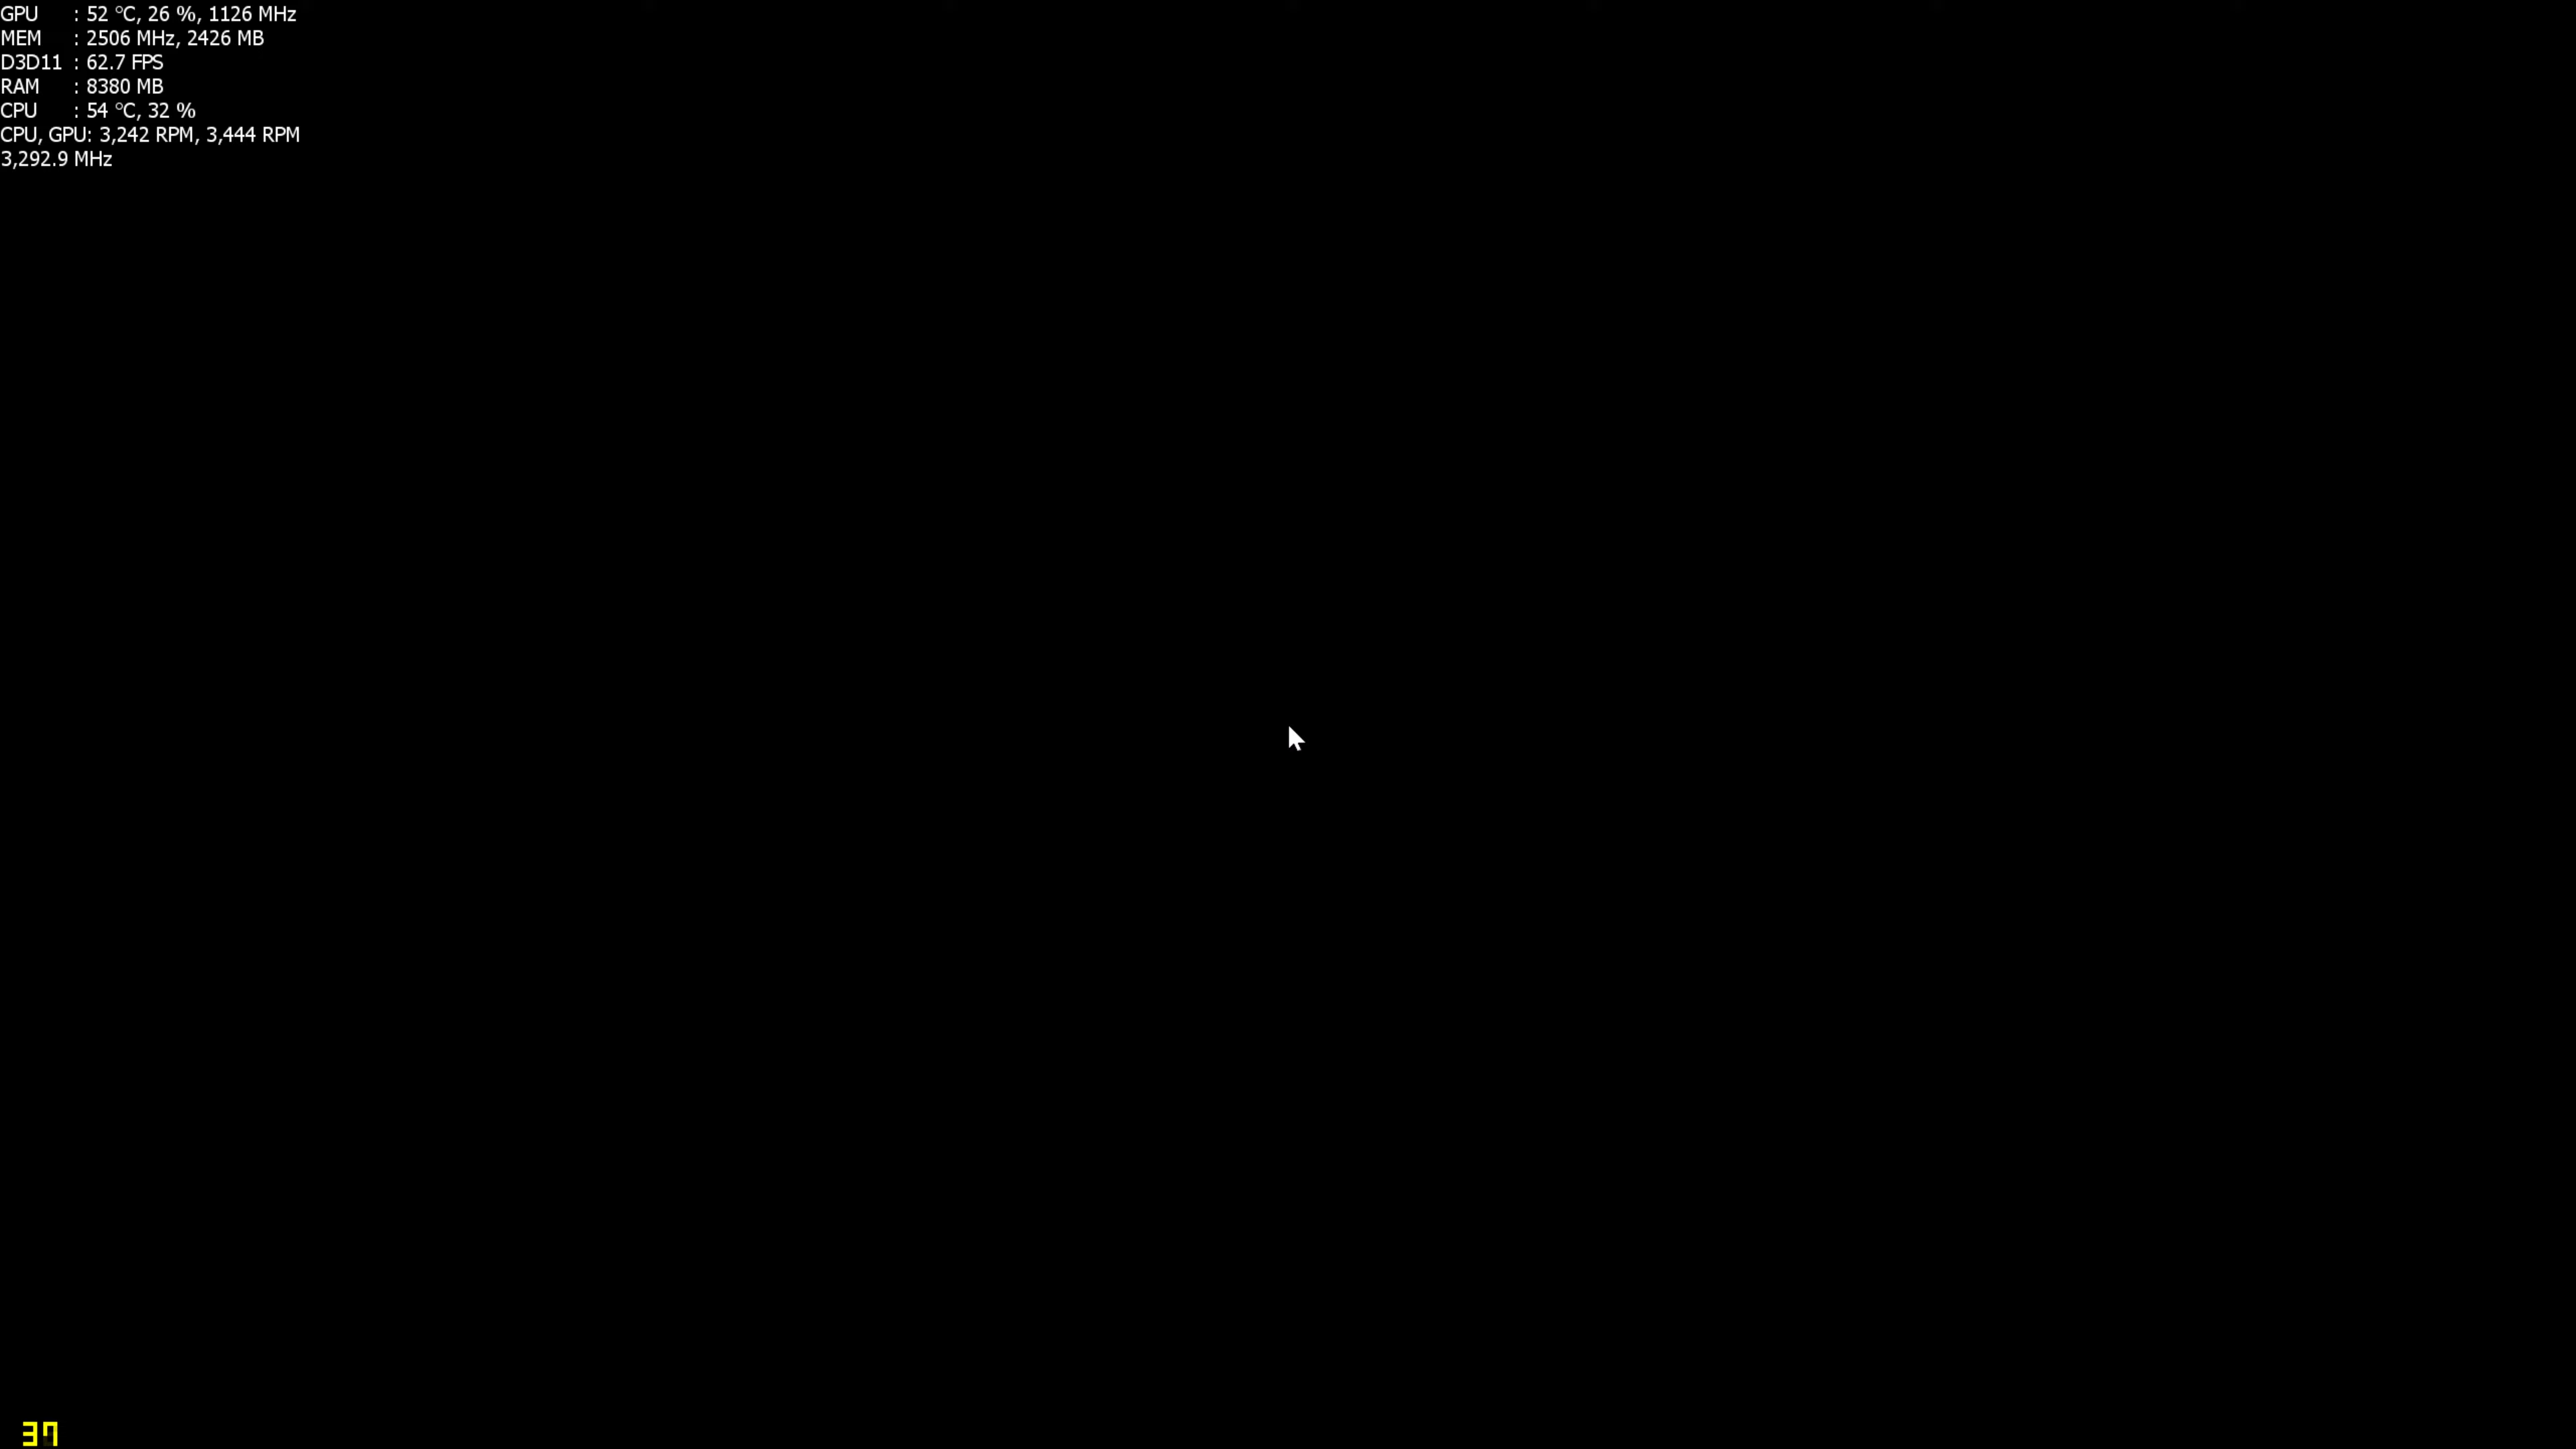 GPU : 52 °C, 26 %, 1126 MHz
MEM : 2506 MHz, 2426 MB
D3D11 : 62.7 FPS
RAM : 8380 MB
CPU : 54 °C, 32 %
CPU, GPU: 3,242 RPM, 3,444 RPM
3,292.9 MHz
37